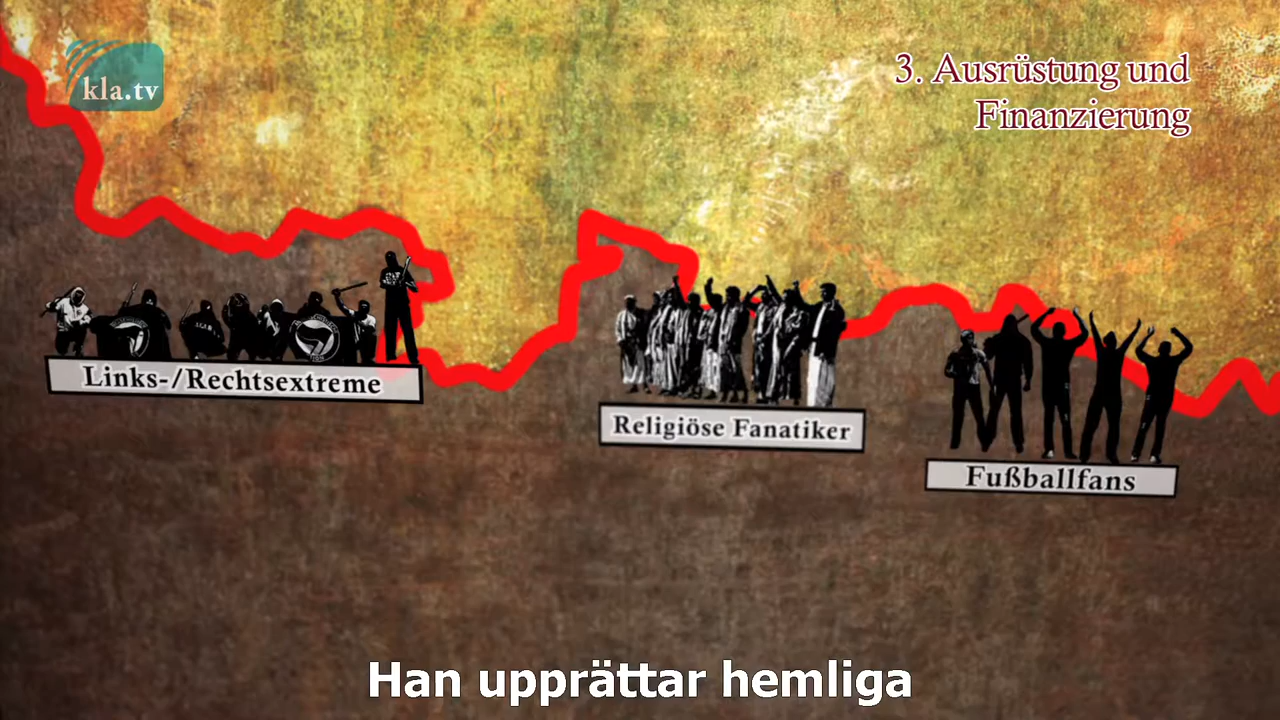 kla.tv
3. Ausrüstung und
Finanzierung
Links-/Rechtsextreme
Religiöse Fanatiker
Fußballfans
Han upprättar hemliga